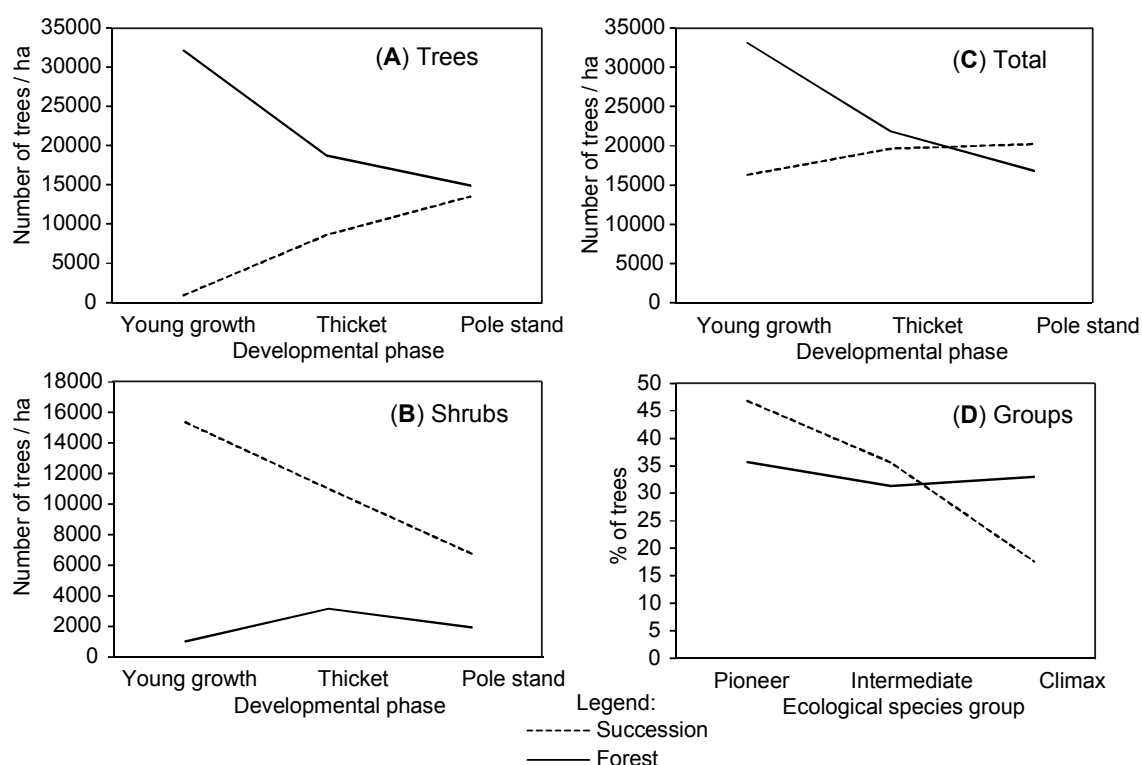 35000
30000
25000
20000
15000
10000
5000
0
Number of trees / ha
(A) Trees
Young growth Thicket Pole stand
Developmental phase
35000
30000
25000
20000
15000
10000
5000
0
Number of trees / ha
(C) Total
Young growth Thicket Pole stand
Developmental phase
18000
16000
14000
12000
10000
8000
6000
4000
2000
0
Number of trees / ha
(B) Shrubs
Young growth Thicket Pole stand
Developmental phase
50
45
40
35
30
25
20
15
10
5
0
% of trees
(D) Groups
Pioneer Intermediate Climax
Ecological species group
Legend:
Succession
Forest